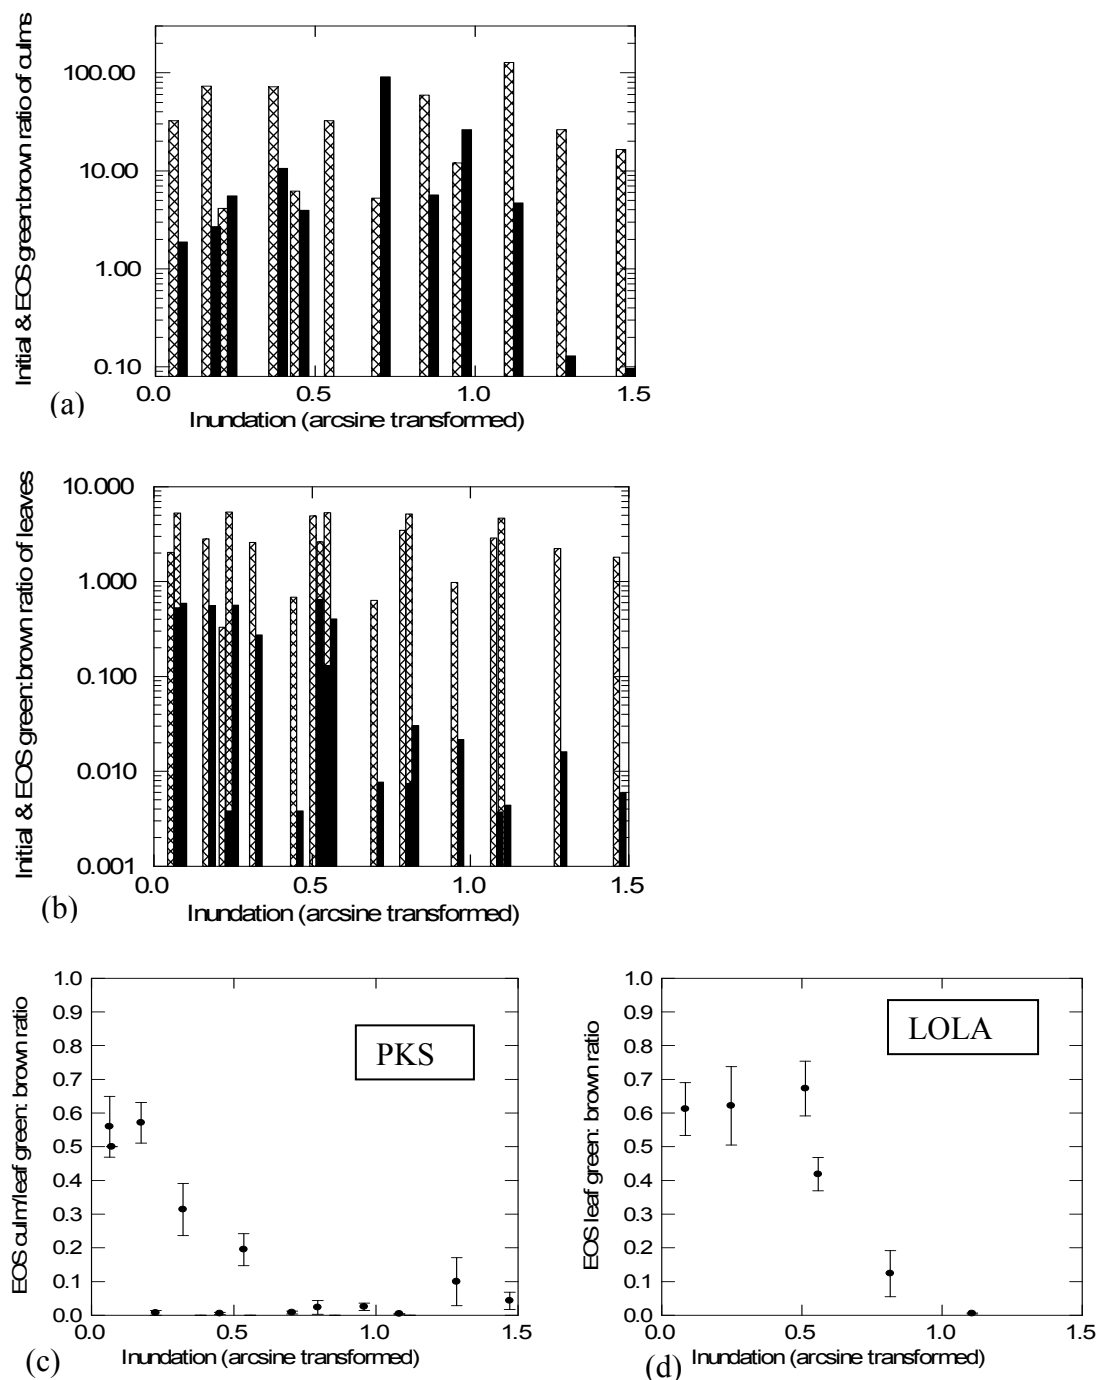 Initial & EOS green:brown ratio of culms
100.00
10.00
1.00
0.10
0.0 0.5 1.0 1.5
Inundation (arcsine transformed)
(a)
Initial & EOS green:brown ratio of leaves
10.000
1.000
0.100
0.010
0.001
0.0 0.5 1.0 1.5
Inundation (arcsine transformed)
(b)
EOS culm/leaf green: brown ratio
1.0
0.9
0.8
0.7
0.6
0.5
0.4
0.3
0.2
0.1
0.0
PKS
0.0 0.5 1.0 1.5
Inundation (arcsine transformed)
(c)
EOS leaf green: brown ratio
1.0
0.9
0.8
0.7
0.6
0.5
0.4
0.3
0.2
0.1
0.0
LOLA
0.0 0.5 1.0 1.5
Inundation (arcsine transformed)
(d)